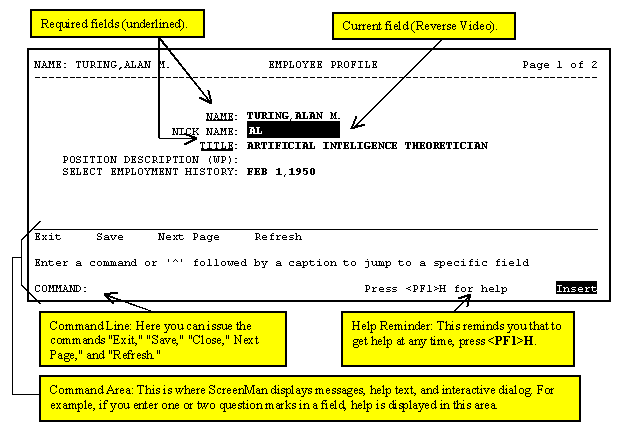 Required fields (underlined).
Current field (Reverse Video).
NAME: TURING,ALAN M. EMPLOYEE PROFILE Page 1 of 2
NAME: TURING,ALAN M.
NICK NAME: AL
TITLE: ARTIFICIAL INTELIGENCE THEORETICIAN
POSITION DESCRIPTION (WP):
SELECT EMPLOYMENT HISTORY: FEB 1,1950
Exit Save Next Page Refresh
Enter a command or '^' followed by a caption to jump to a specific field
COMMAND: Press <PF1>H for help Insert
Command Line: Here you can issue the
commands "Exit," "Save," "Close," Next
Page," and "Refresh."
Help Reminder: This reminds you that to
get help at any time, press <PF1>H.
Command Area: This is where ScreenMan displays messages, help text, and interactive dialog. For
example, if you enter one or two question marks in a field, help is displayed in this area.